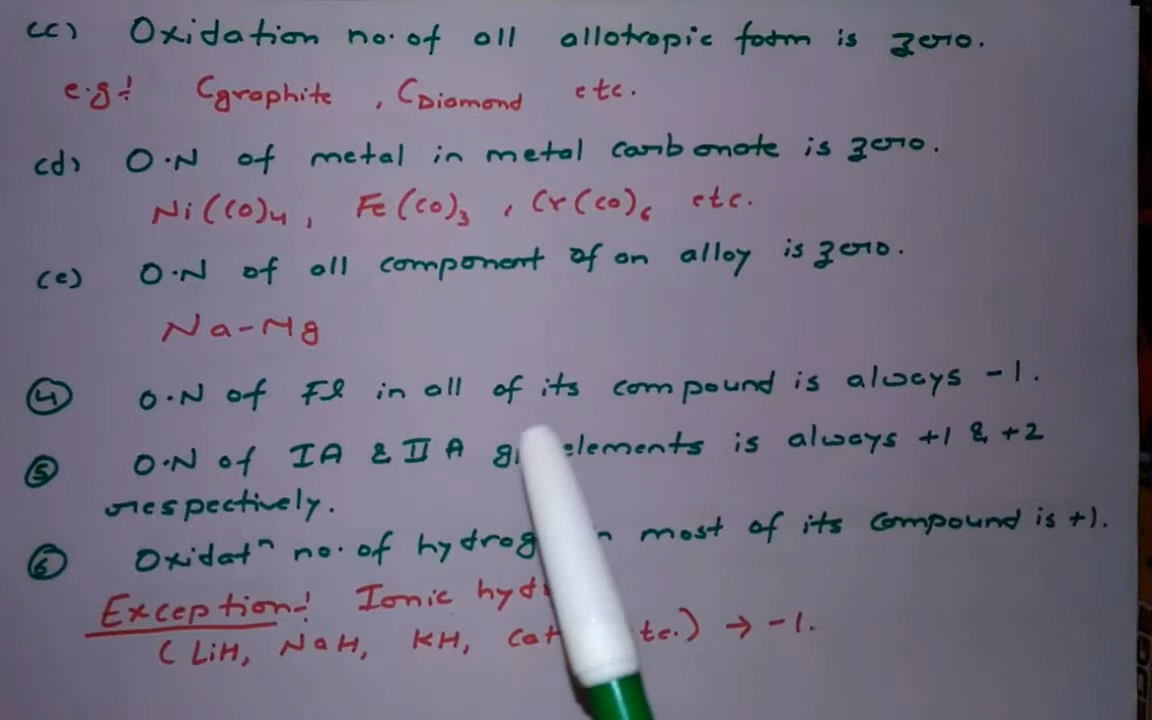 (c) Oxidation no. of all allotropic form is zero.
e.g! Cgraphite , CDiamond etc.
(d) O.N of metal in metal carbonate is zero.
Ni(CO)4, Fe(CO)3 , Cr(CO)6 etc.
(e) O.N of all component of an alloy is zero.
Na-Mg
④ O.N of Fl in all of its compound is always -1.
⑤ O.N of IA & IIA elements is always +1 & +2
respectively.
⑥ Oxidatⁿ no. of most of its compound is +1.
Exception:! Ionic
(LiH, NaH, KH, → -1.